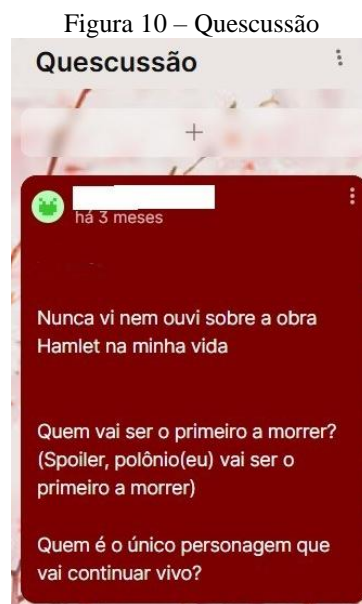 Figura 10 – Quescussão
Quescussão
há 3 meses
Nunca vi nem ouvi sobre a obra
Hamlet na minha vida
Quem vai ser o primeiro a morrer?
(Spoiler, polônio(eu) vai ser o
primeiro a morrer)
Quem é o único personagem que
vai continuar vivo?